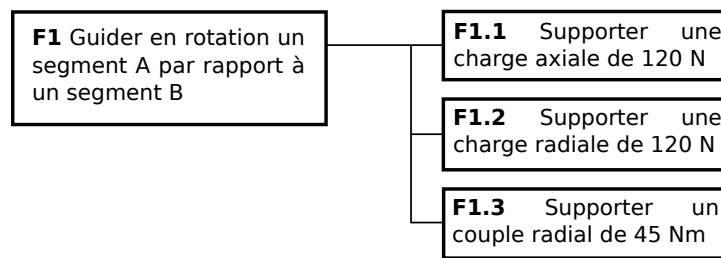 F1 Guider en rotation un
segment A par rapport à
un segment B
F1.1 Supporter une
charge axiale de 120 N
F1.2 Supporter une
charge radiale de 120 N
F1.3 Supporter un
couple radial de 45 Nm